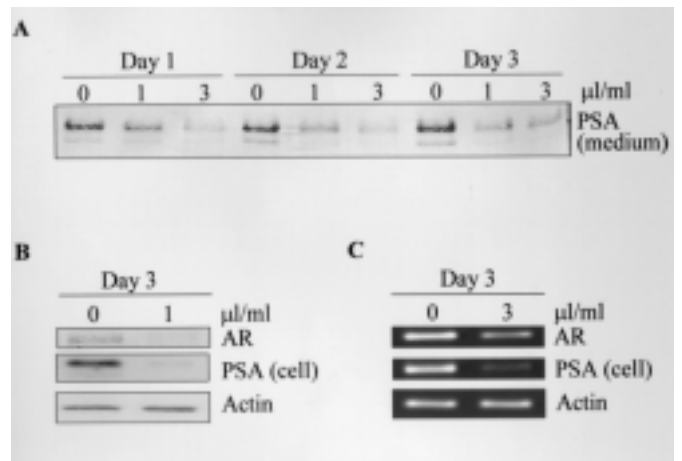 A
Day 1 Day 2 Day 3
0 1 3 0 1 3 0 1 3 µl/ml
PSA
(medium)
B
Day 3
0 1 µl/ml
AR
PSA (cell)
Actin
C
Day 3
0 3 µl/ml
AR
PSA (cell)
Actin